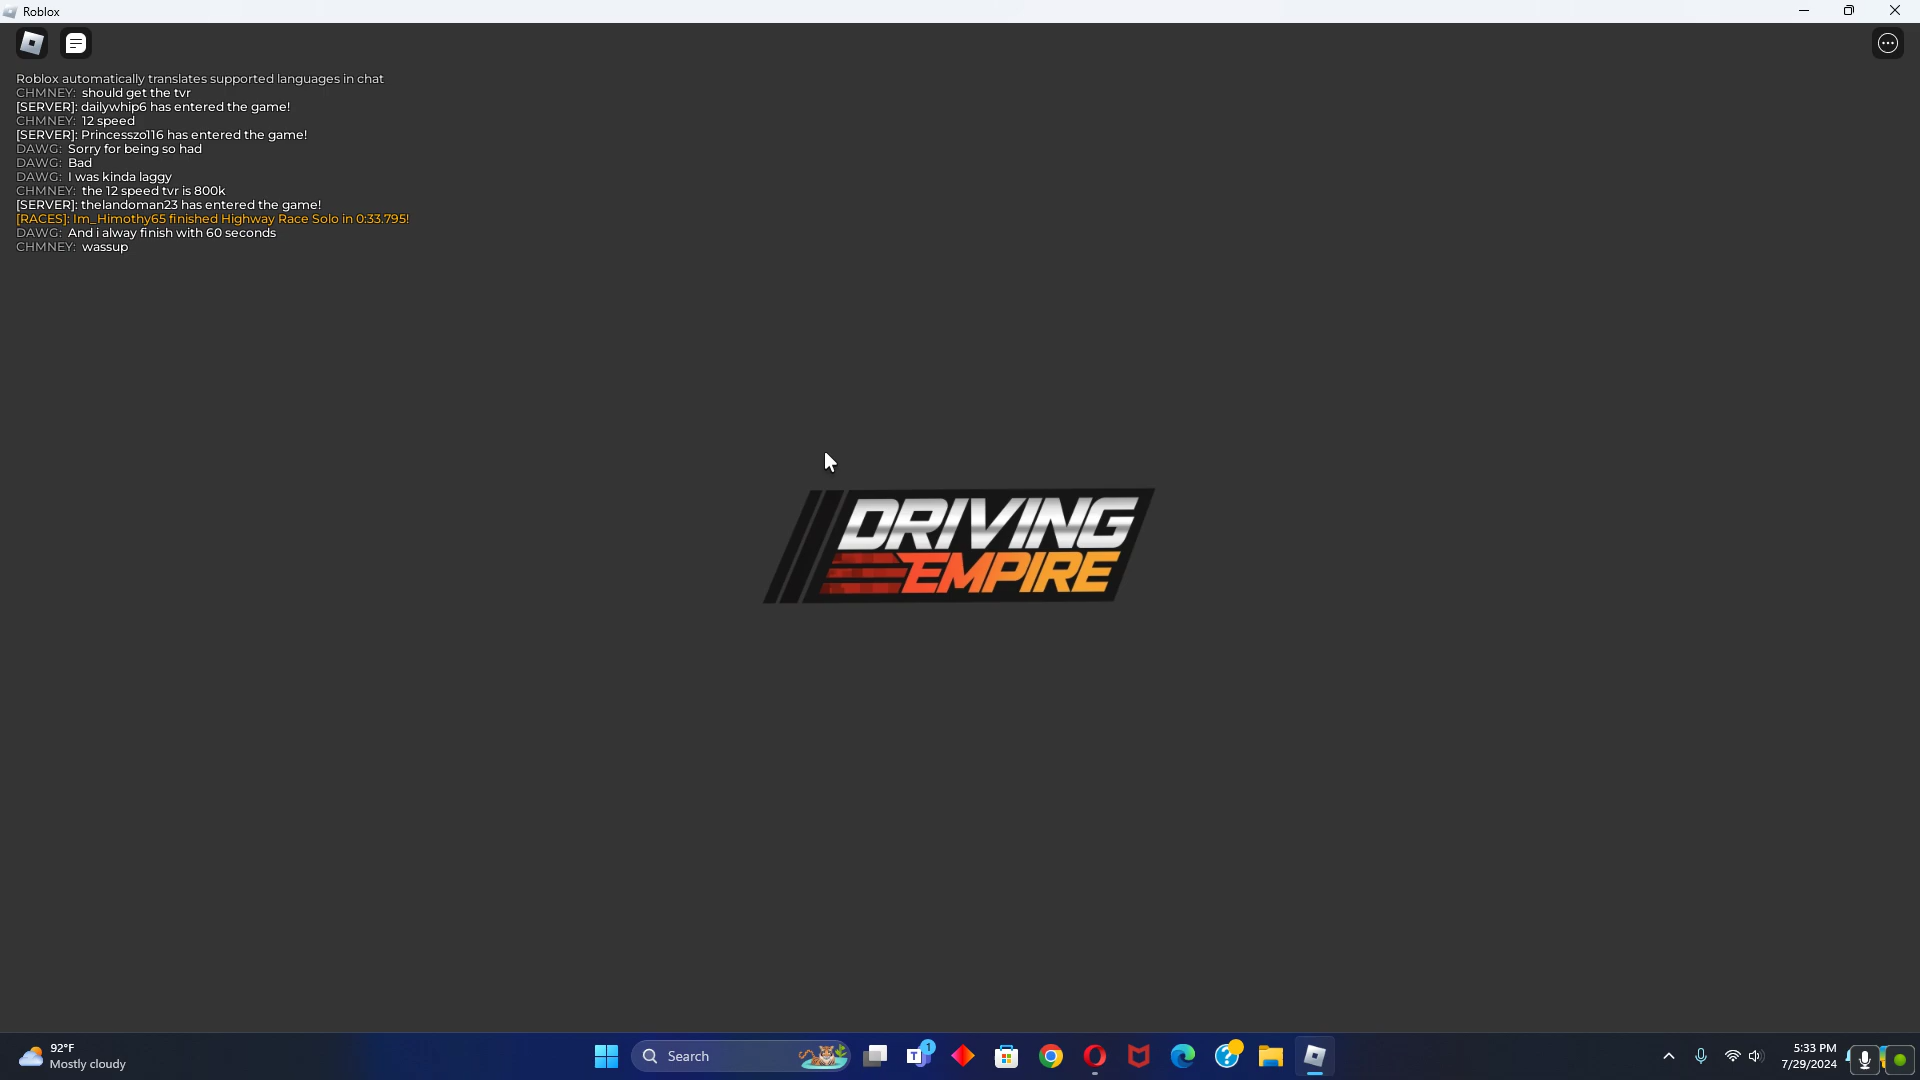 Roblox
Roblox automatically translates supported languages in chat
CHMNEY: should get the tvr
[SERVER]: dailywhip6 has entered the game!
CHMNEY: 12 speed
[SERVER]: Princesszo116 has entered the game!
DAWG: Sorry for being so had
DAWG: Bad
DAWG: I was kinda laggy
CHMNEY: the 12 speed tvr is 800k
[SERVER]: thelandoman23 has entered the game!
[RACES]: Im_Himothy65 finished Highway Race Solo in 0:33.795!
DAWG: And i alway finish with 60 seconds
CHMNEY: wassup
DRIVING
EMPIRE
92°F
Mostly cloudy
Search
T
1
?
5:33 PM
7/29/2024